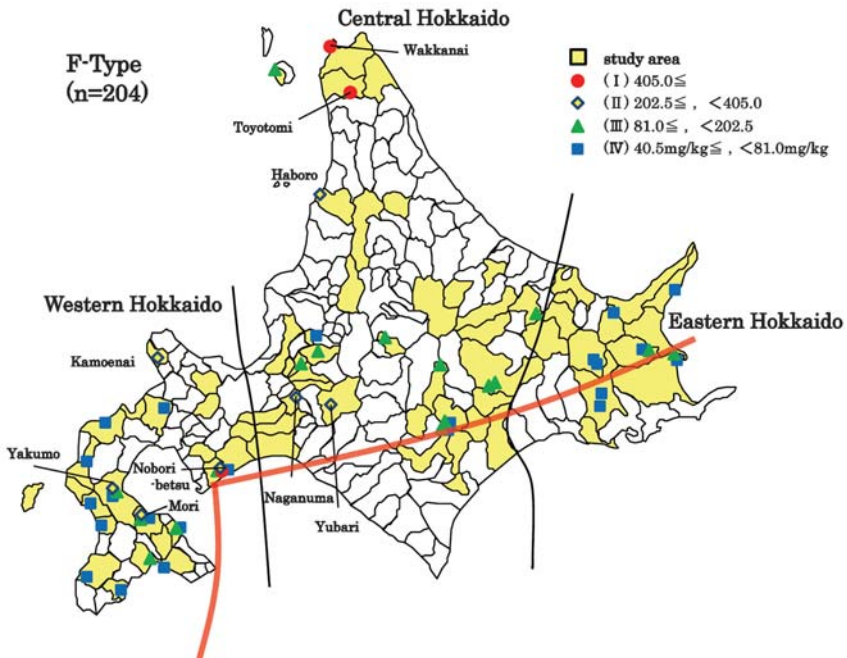 Central Hokkaido
Wakkanai
F-Type
(n=204)
study area
(Ⅰ) 405.0≦
(Ⅱ) 202.5≦ , <405.0
(Ⅲ) 81.0≦ , <202.5
(Ⅳ) 40.5mg/kg≦ , <81.0mg/kg
Toyotomi
Haboro
Western Hokkaido
Eastern Hokkaido
Kamoenai
Yakumo
Nobori
-betsu
Mori
Naganuma
Yubari